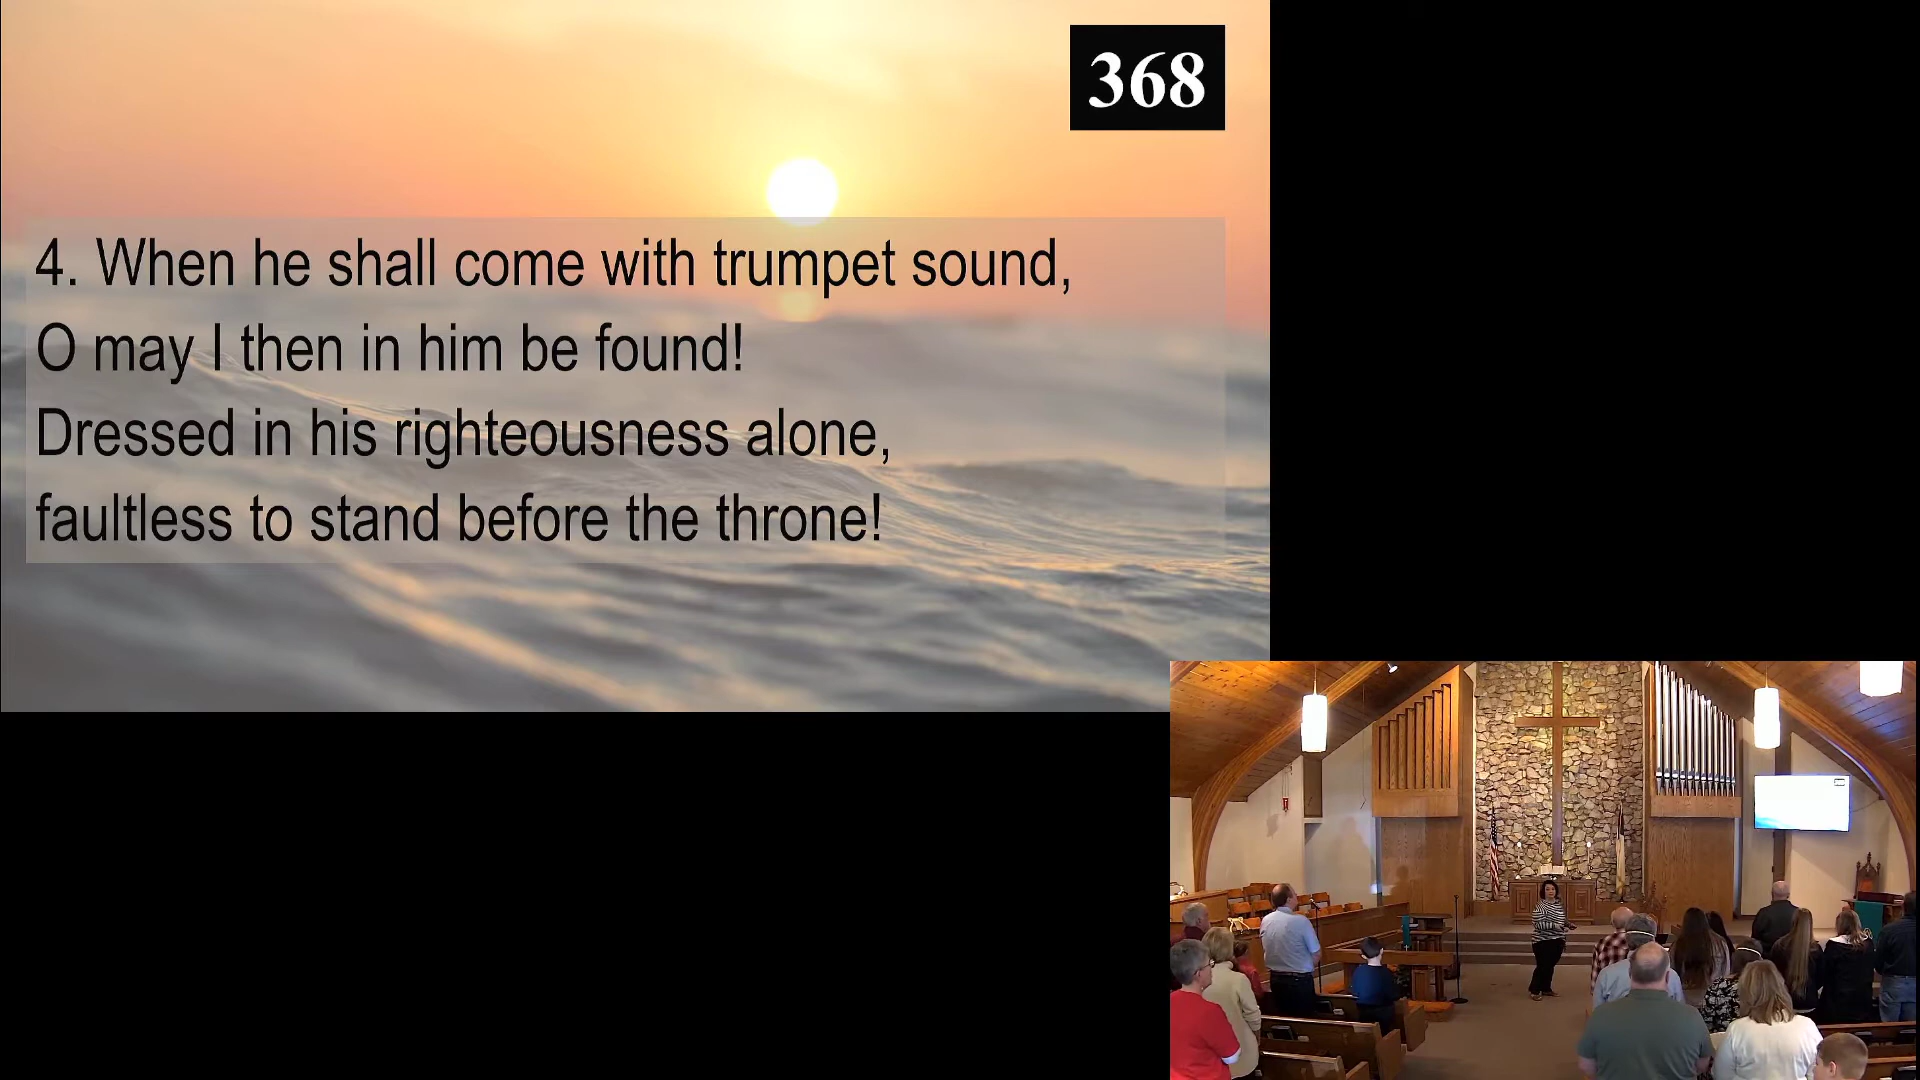 368
4. When he shall come with trumpet sound,
O may I then in him be found!
Dressed in his righteousness alone,
faultless to stand before the throne!